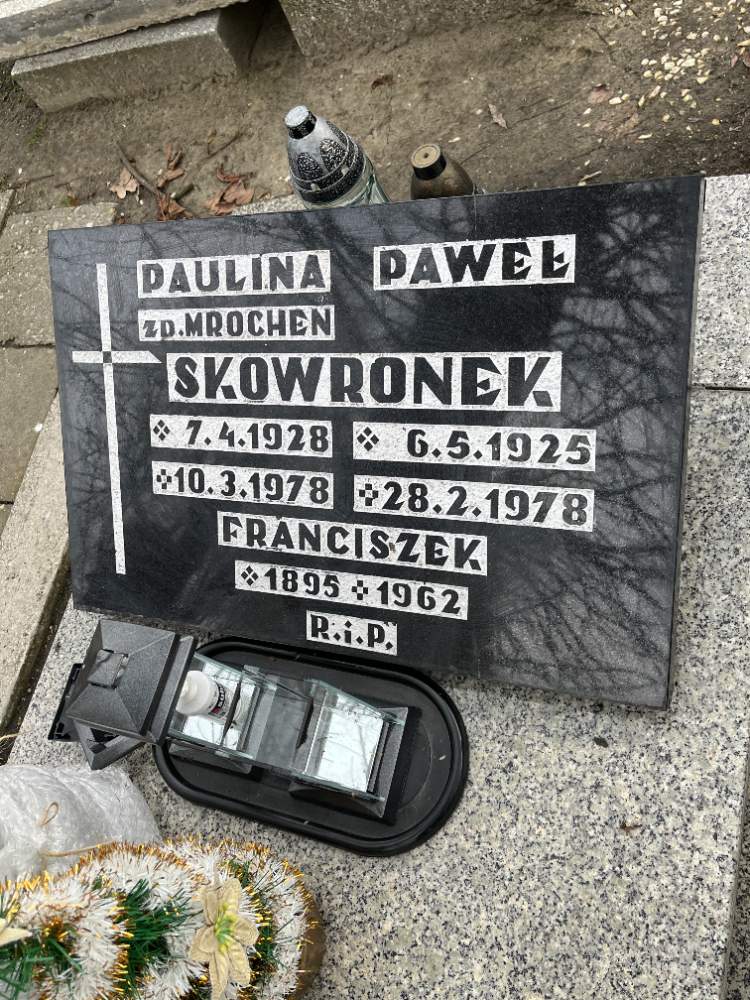 PAULINA PAWEŁ
ZD.MROCHEN
SKOWRONEK
7.4.1928 6.5.1925
10.3.1978 28.2.1978
FRANCISZEK
1895 1962
R.i.P.